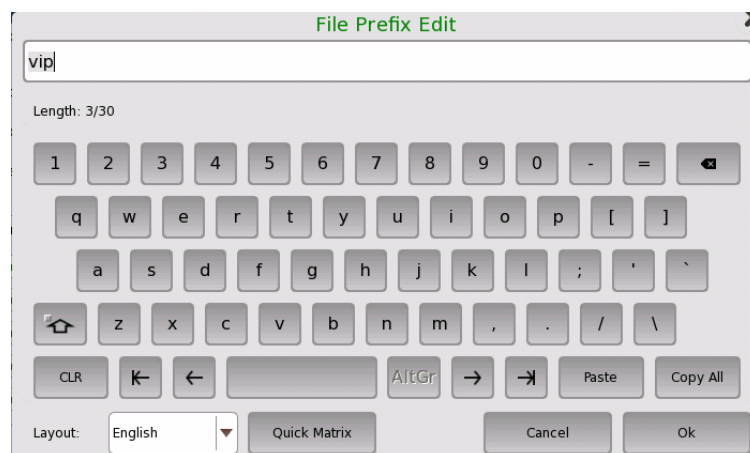 File Prefix Edit
vip
Length: 3/30
1 2 3 4 5 6 7 8 9 0 - =
q w e r t y u i o p [ ]
a s d f g h j k l ; ' `
z x c v b n m , . / \
CLR AltGr Paste Copy All
Layout: English Quick Matrix Cancel Ok